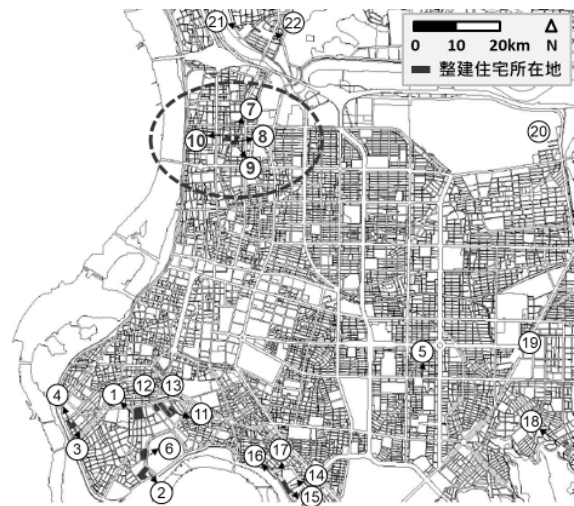 ㉑ ㉒
0 10 20km N
整建住宅所在地
⑦
⑩ ⑧
⑨
⑳
⑤ ⑲
④ ① ⑫ ⑬
⑪
③ ⑥ ⑯ ⑰ ⑱
② ⑭
⑮